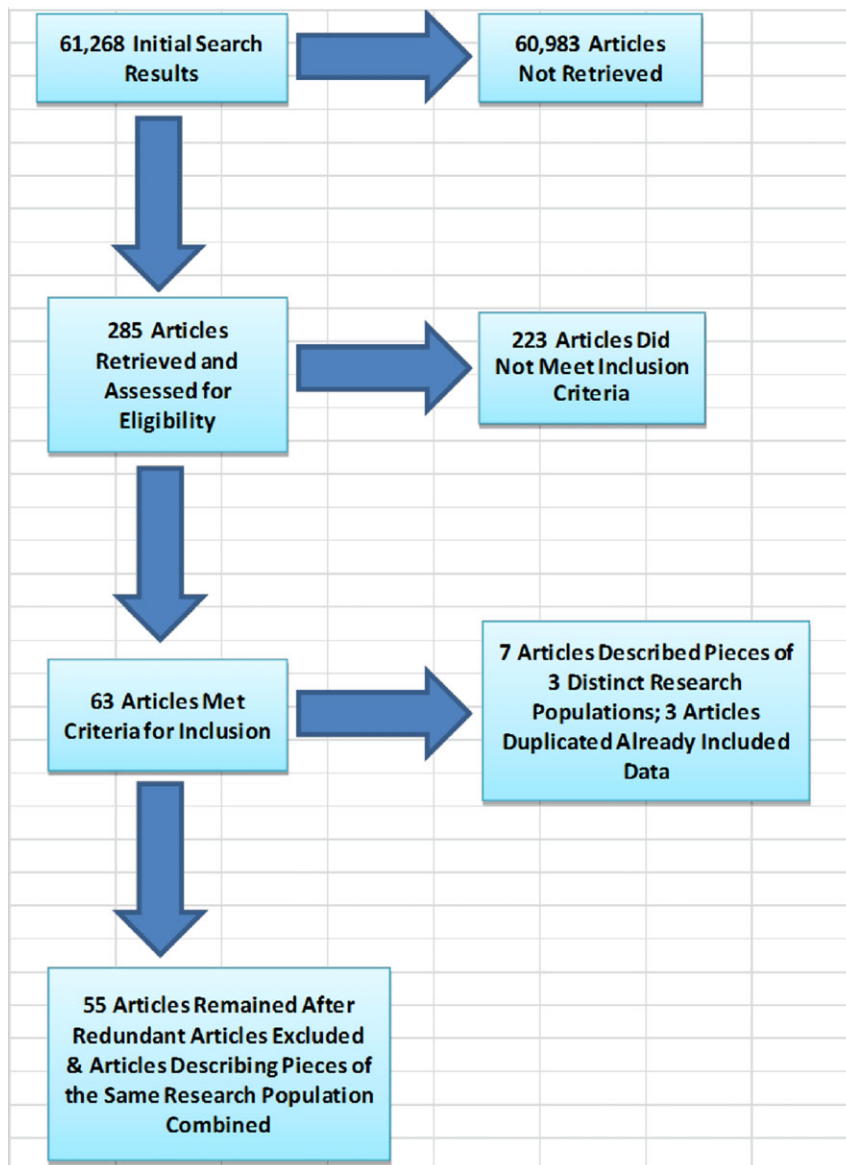 61,268 Initial Search
Results
60,983 Articles
Not Retrieved
285 Articles
Retrieved and
Assessed for
Eligibility
223 Articles Did
Not Meet Inclusion
Criteria
63 Articles Met
Criteria for Inclusion
7 Articles Described Pieces of
3 Distinct Research
Populations; 3 Articles
Duplicated Already Included
Data
55 Articles Remained After
Redundant Articles Excluded
& Articles Describing Pieces of
the Same Research Population
Combined